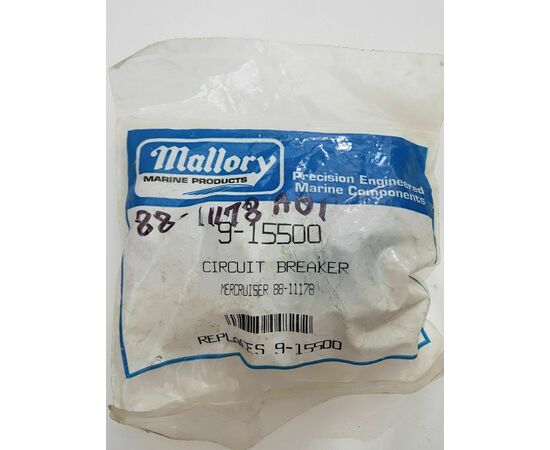 Mallory
MARINE PRODUCTS
Precision Engineered
Marine Components
88-11178 A01
9-15500
CIRCUIT BREAKER
MERCRUISER 88-11178
REPLACES 9-15500